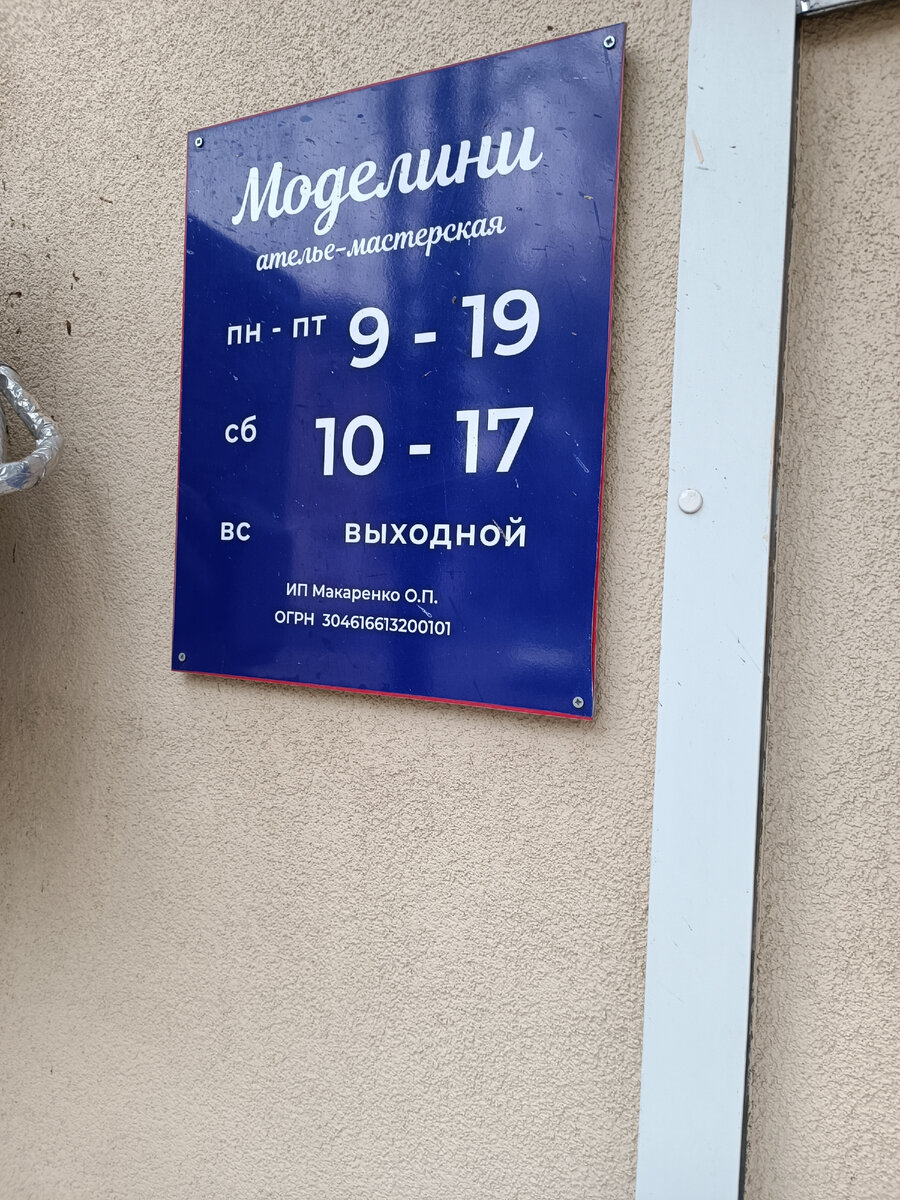 Моделини
ателье-мастерская
пн - пт 9 - 19
сб 10 - 17
вс выходной
ИП Макаренко О.П.
ОГРН 304616613200101